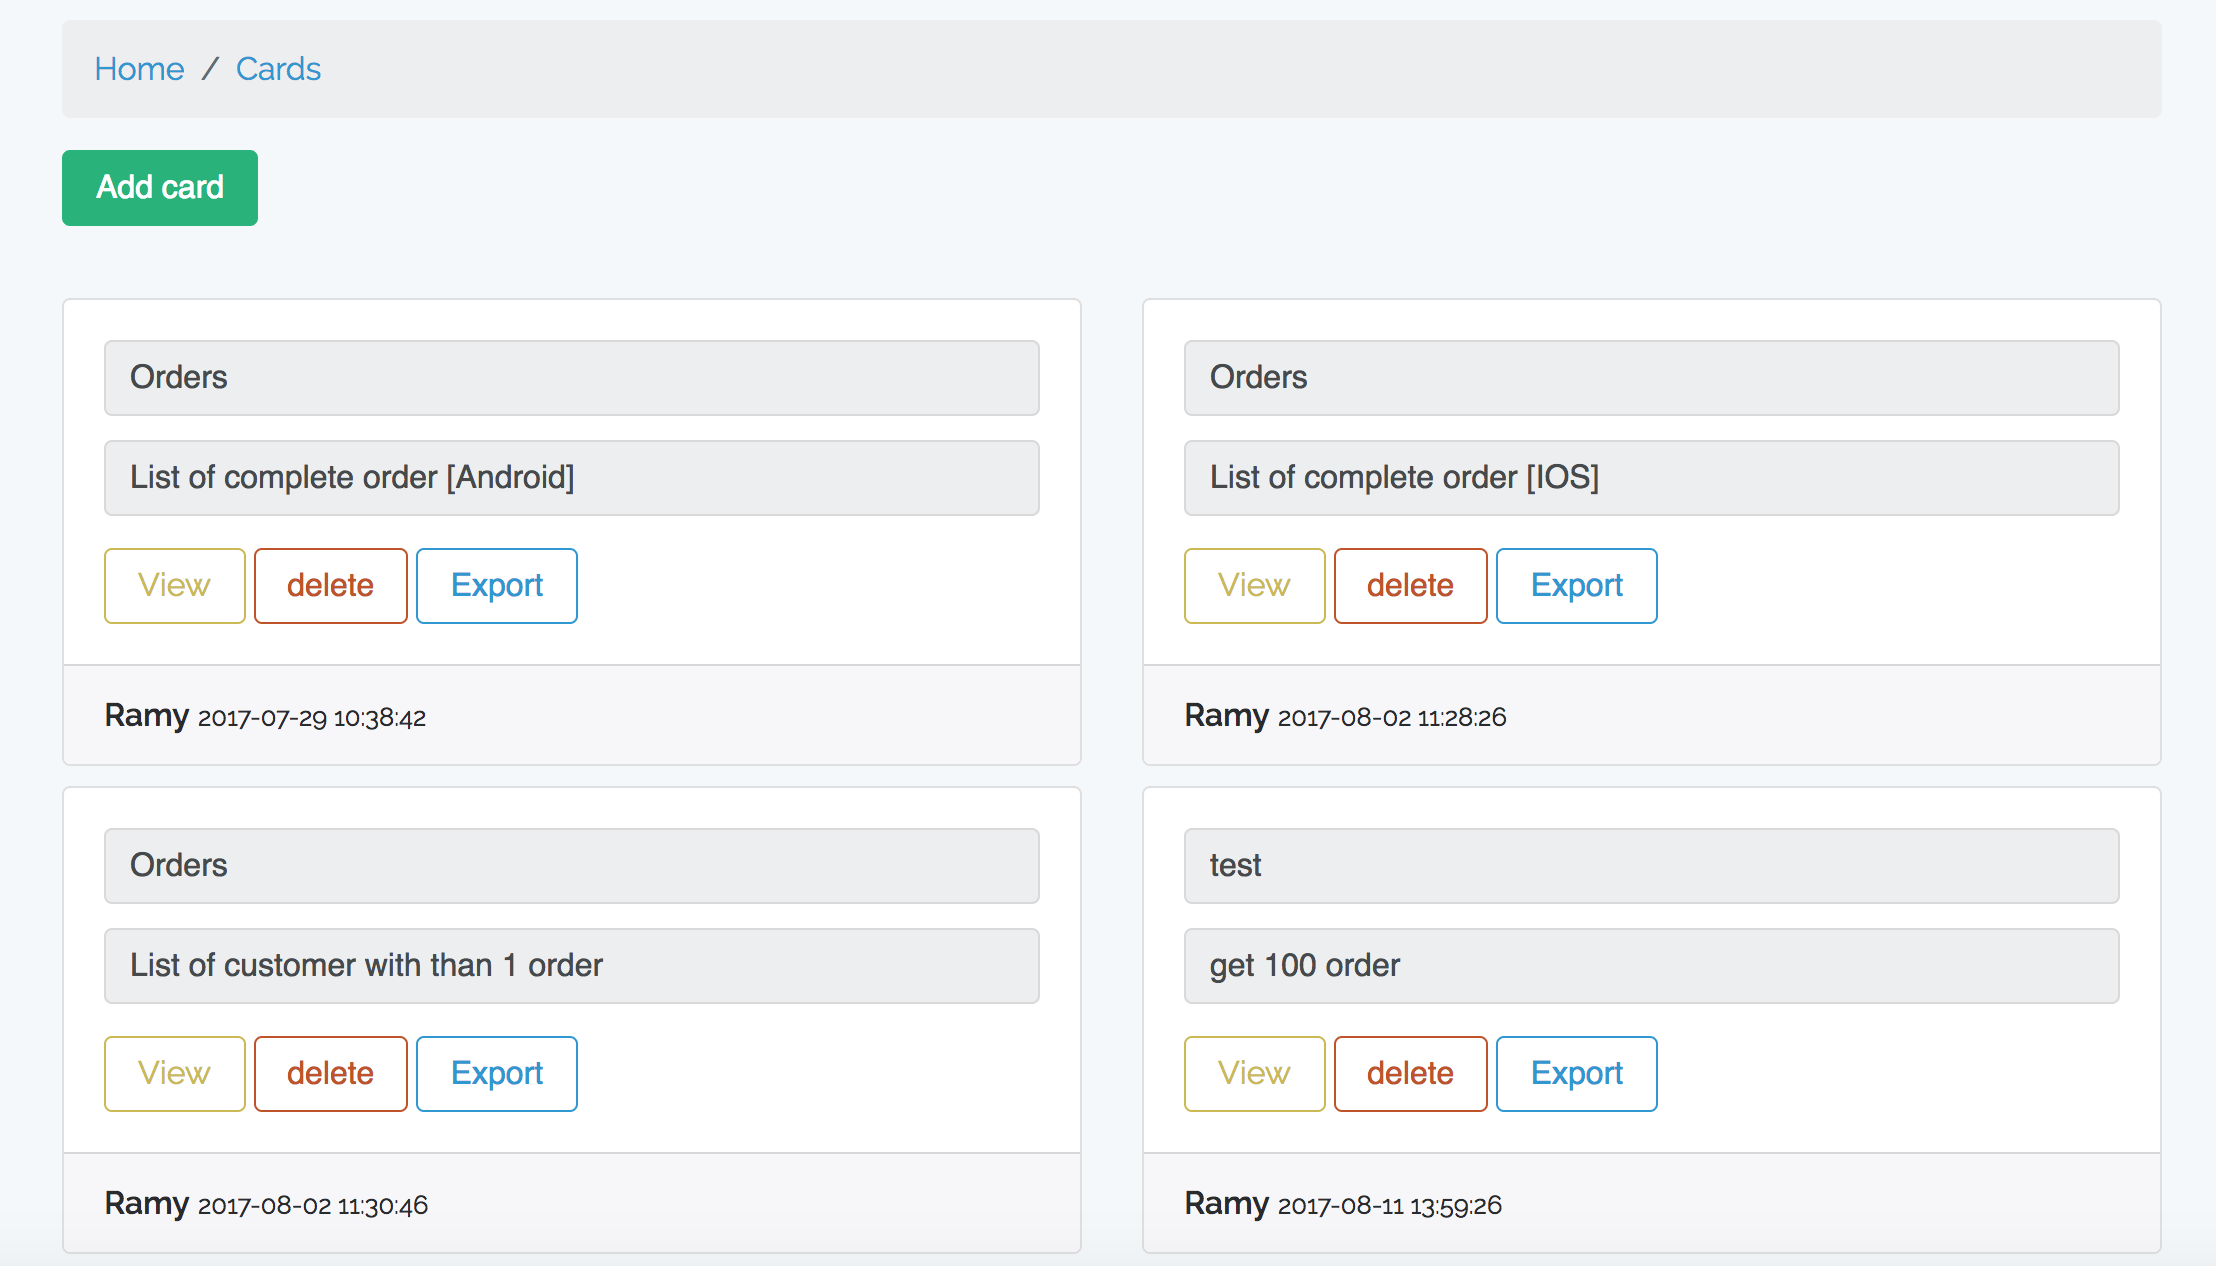 Home / Cards
Add card
Orders
List of complete order [Android]
View delete Export
Ramy 2017-07-29 10:38:42
Orders
List of complete order [IOS]
View delete Export
Ramy 2017-08-02 11:28:26
Orders
List of customer with than 1 order
View delete Export
Ramy 2017-08-02 11:30:46
test
get 100 order
View delete Export
Ramy 2017-08-11 13:59:26